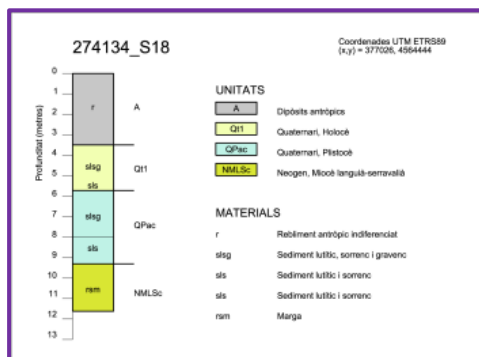 274134_S18
Coordenades UTM ETRS89
(x,y) = 377026, 4564444
Profunditat (metres)
0
1
2
3
4
5
6
7
8
9
10
11
12
13
r
slsg
sls
slsg
sls
rsm
A
Qt1
QPac
NMLSc
UNITATS
A Dipòsits antròpics
Qt1 Quaternari, Holocè
QPac Quaternari, Plistocè
NMLSc Neogen, Miocè languià-serravalià
MATERIALS
r Rebliment antròpic indiferenciat
slsg Sediment lutític, sorrenc i gravenc
sls Sediment lutític i sorrenc
sls Sediment lutític i sorrenc
rsm Marga